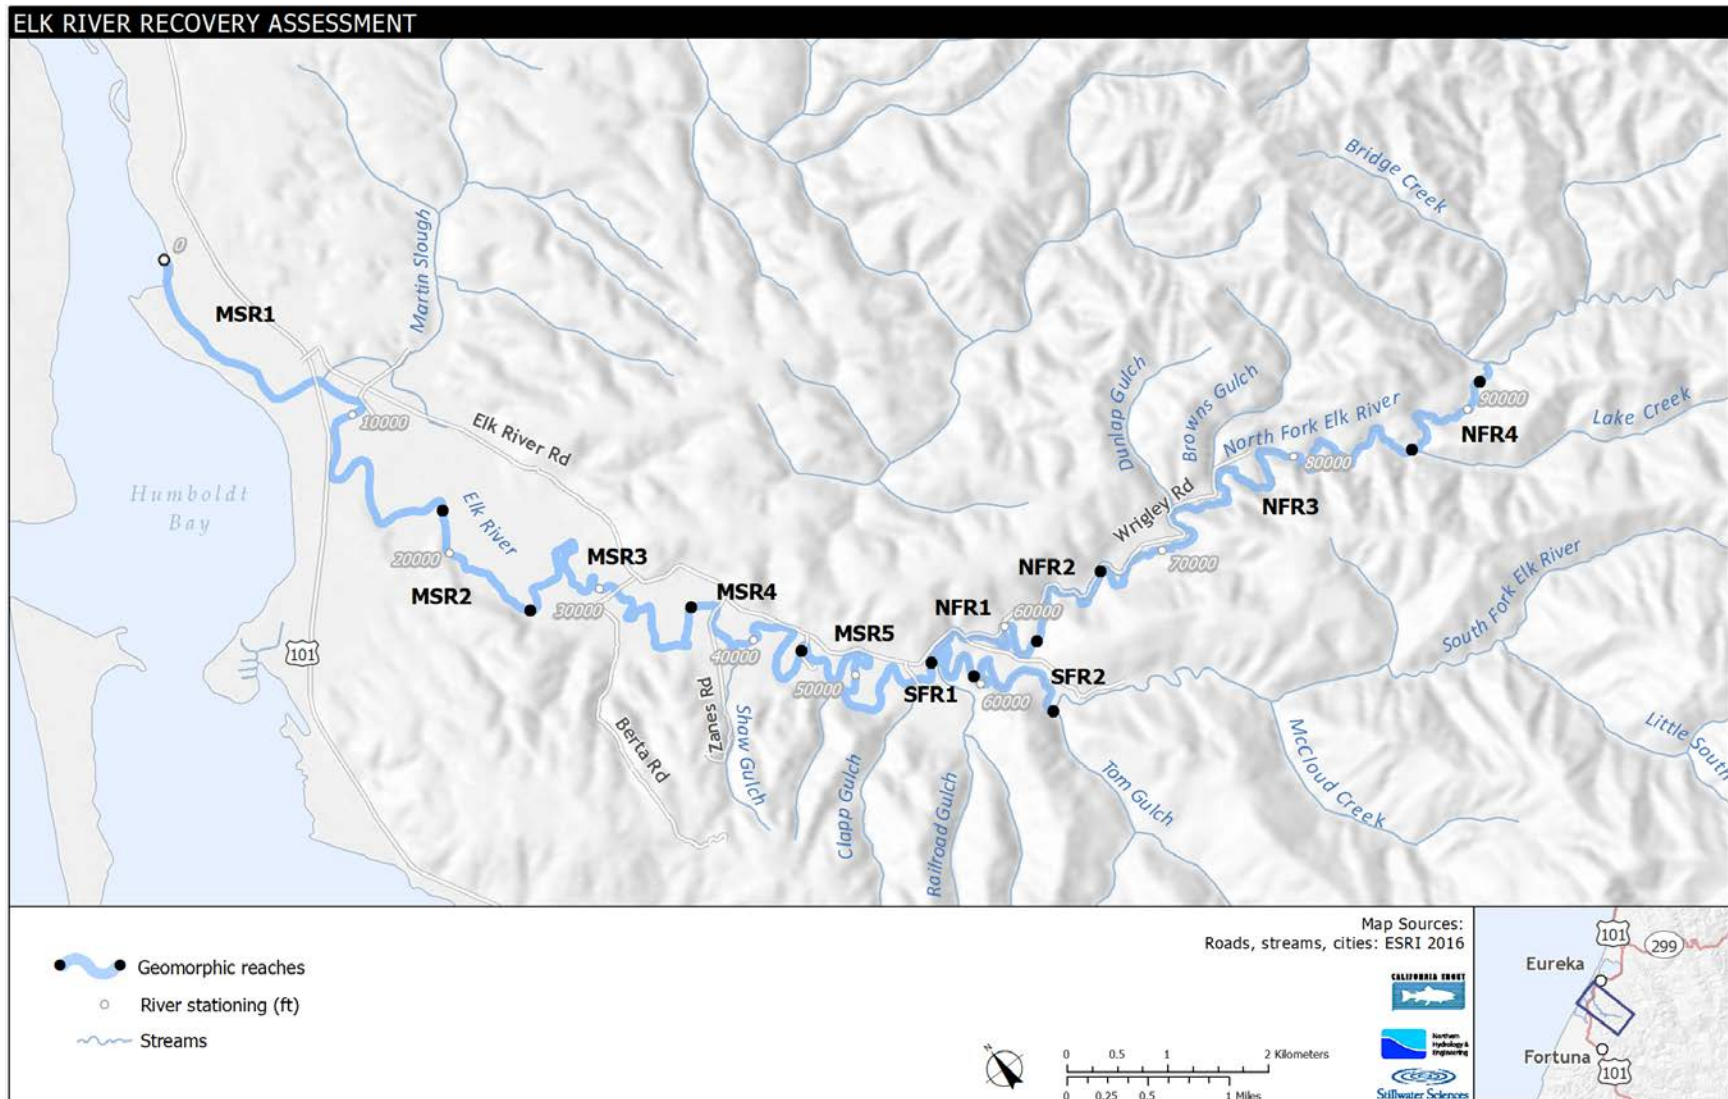 ELK RIVER RECOVERY ASSESSMENT
Bridge Creek
Martin Slough
0
MSR1
Dunlap Gulch
Browns Gulch
North Fork Elk River
90000
Lake Creek
NFR4
10000
Elk River Rd
80000
Humboldt
Bay
Elk River
Wrigley Rd
NFR3
20000
MSR3
70000
South Fork Elk River
MSR2
30000
NFR2
MSR4
NFR1
60000
101
40000
MSR5
50000
SFR1
SFR2
60000
Berta Rd
Zanes Rd
Shaw Gulch
Clapp Gulch
Railroad Gulch
Tom Gulch
McCloud Creek
Little South
Geomorphic reaches
River stationing (ft)
Streams
N
0 0.5 1 2 Kilometers
0 0.25 0.5 1 Miles
Map Sources:
Roads, streams, cities: ESRI 2016
CALIFORNIA TROUT
Northern
Hydrology &
Engineering
Stillwater Sciences
101
299
Eureka
Fortuna
101